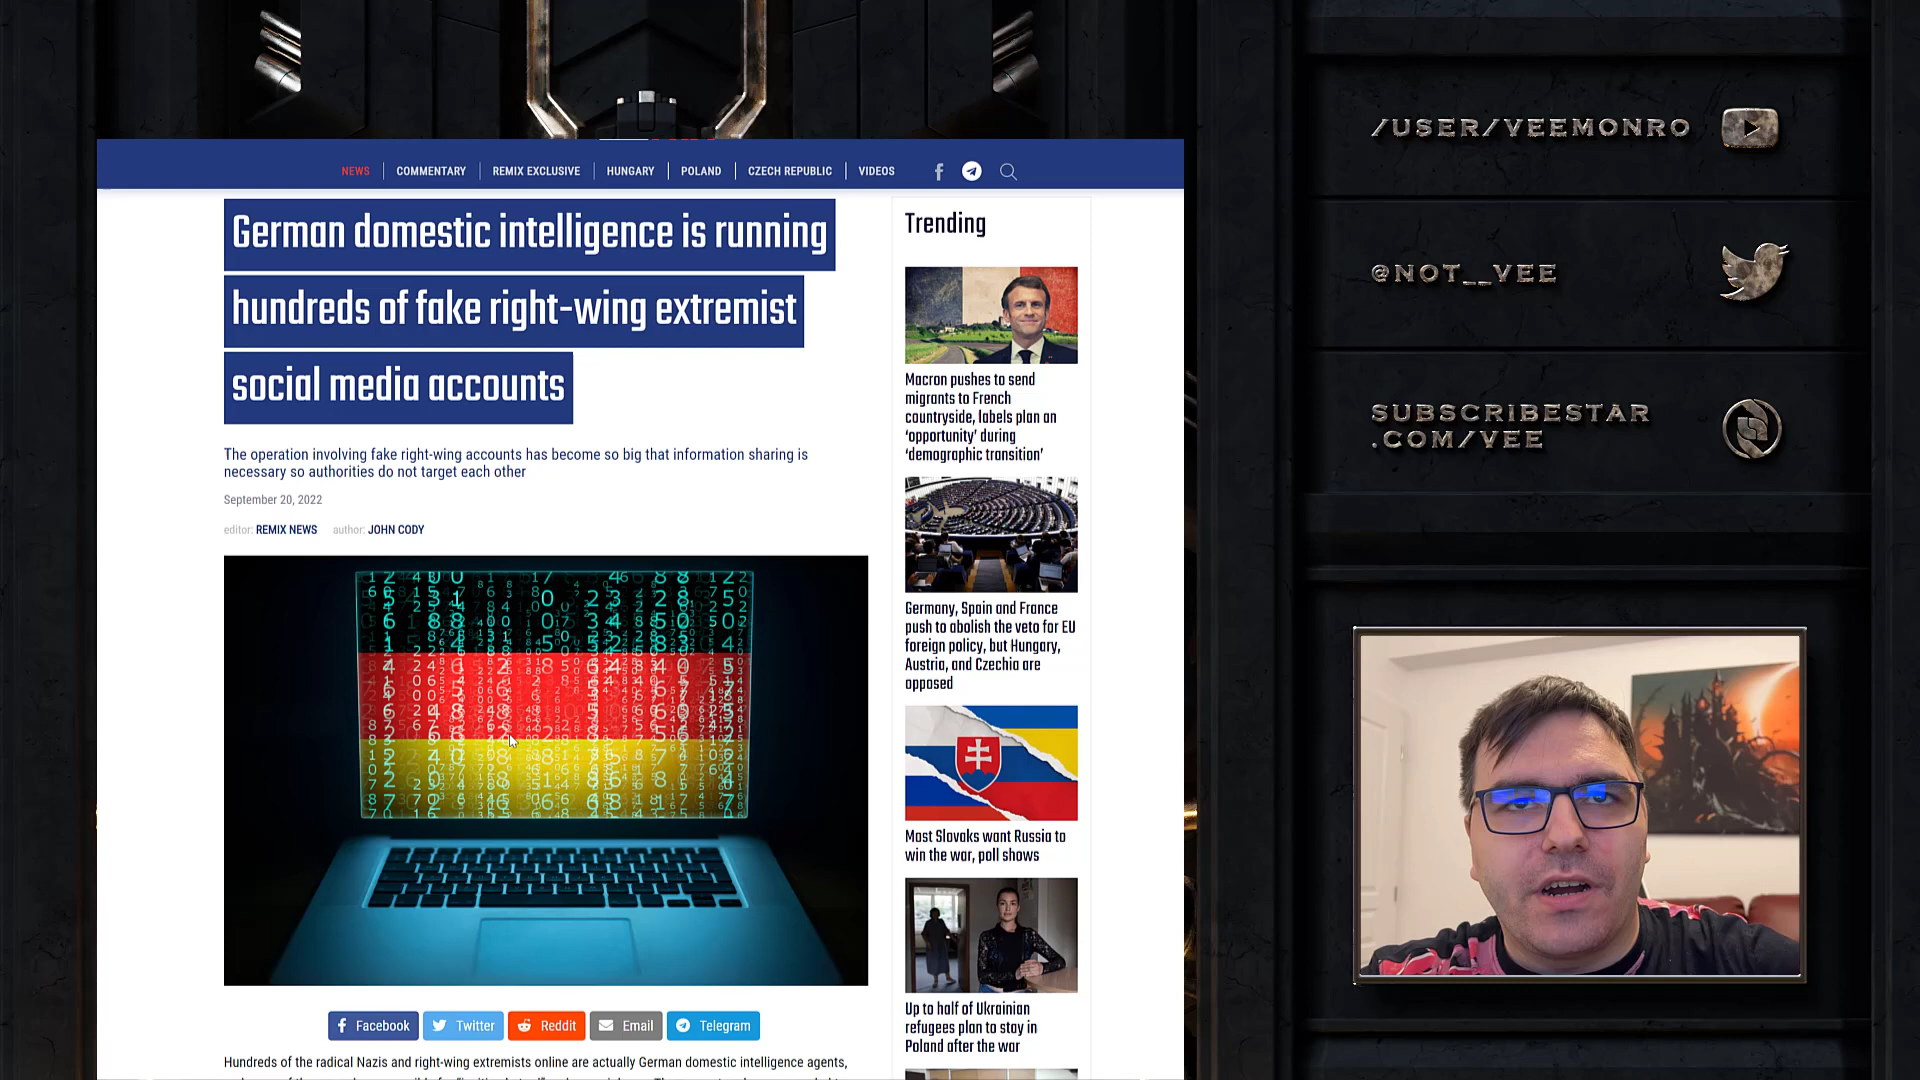 NEWS
COMMENTARY
REMIX EXCLUSIVE
HUNGARY
POLAND
CZECH REPUBLIC
VIDEOS
German domestic intelligence is running
hundreds of fake right-wing extremist
social media accounts
The operation involving fake right-wing accounts has become so big that information sharing is
necessary so authorities do not target each other
September 20, 2022
editor: REMIX NEWS author: JOHN CODY
Facebook
Twitter
Reddit
Email
Telegram
Hundreds of the radical Nazis and right-wing extremists online are actually German domestic intelligence agents,
Trending
Macron pushes to send
migrants to French
countryside, labels plan an
‘opportunity’ during
‘demographic transition’
Germany, Spain and France
push to abolish the veto for EU
foreign policy, but Hungary,
Austria, and Czechia are
opposed
Most Slovaks want Russia to
win the war, poll shows
Up to half of Ukrainian
refugees plan to stay in
Poland after the war
/USER/VEEMONRO
@NOT__VEE
SUBSCRIBESTAR
.COM/VEE